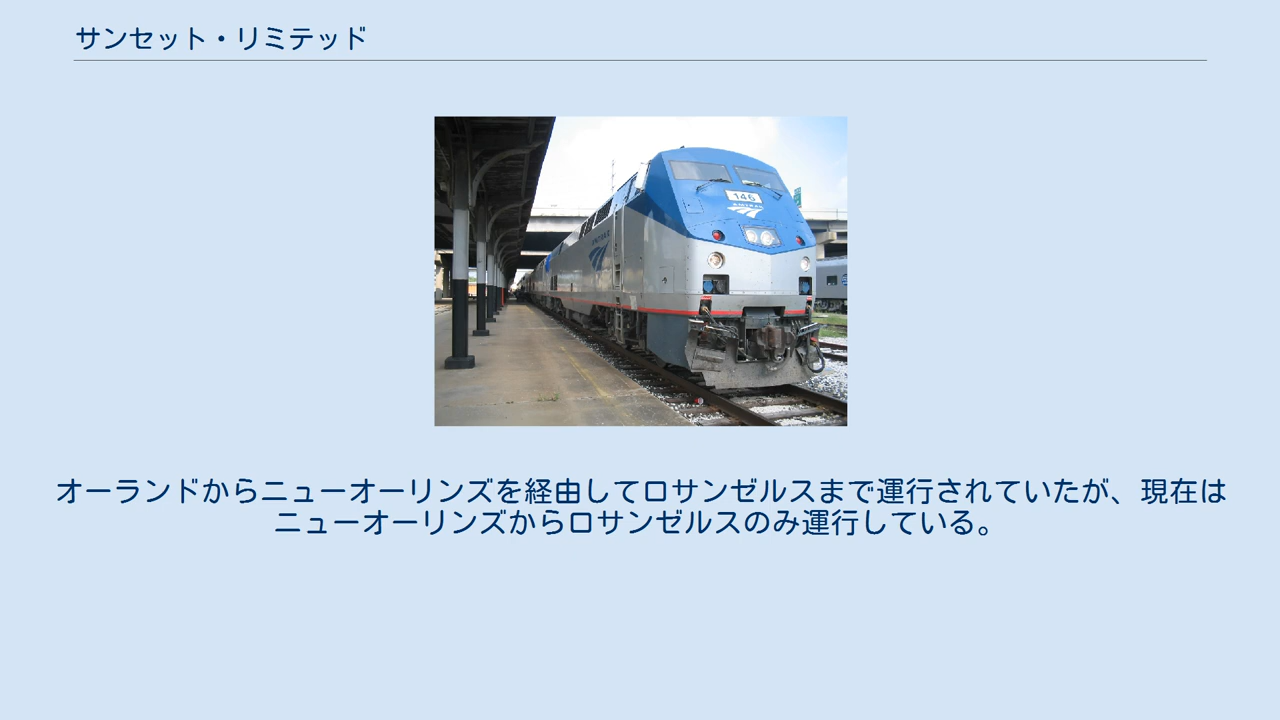 サンセット・リミテッド
146
AMTRAK
オーランドからニューオーリンズを経由してロサンゼルスまで運行されていたが、現在は
ニューオーリンズからロサンゼルスのみ運行している。